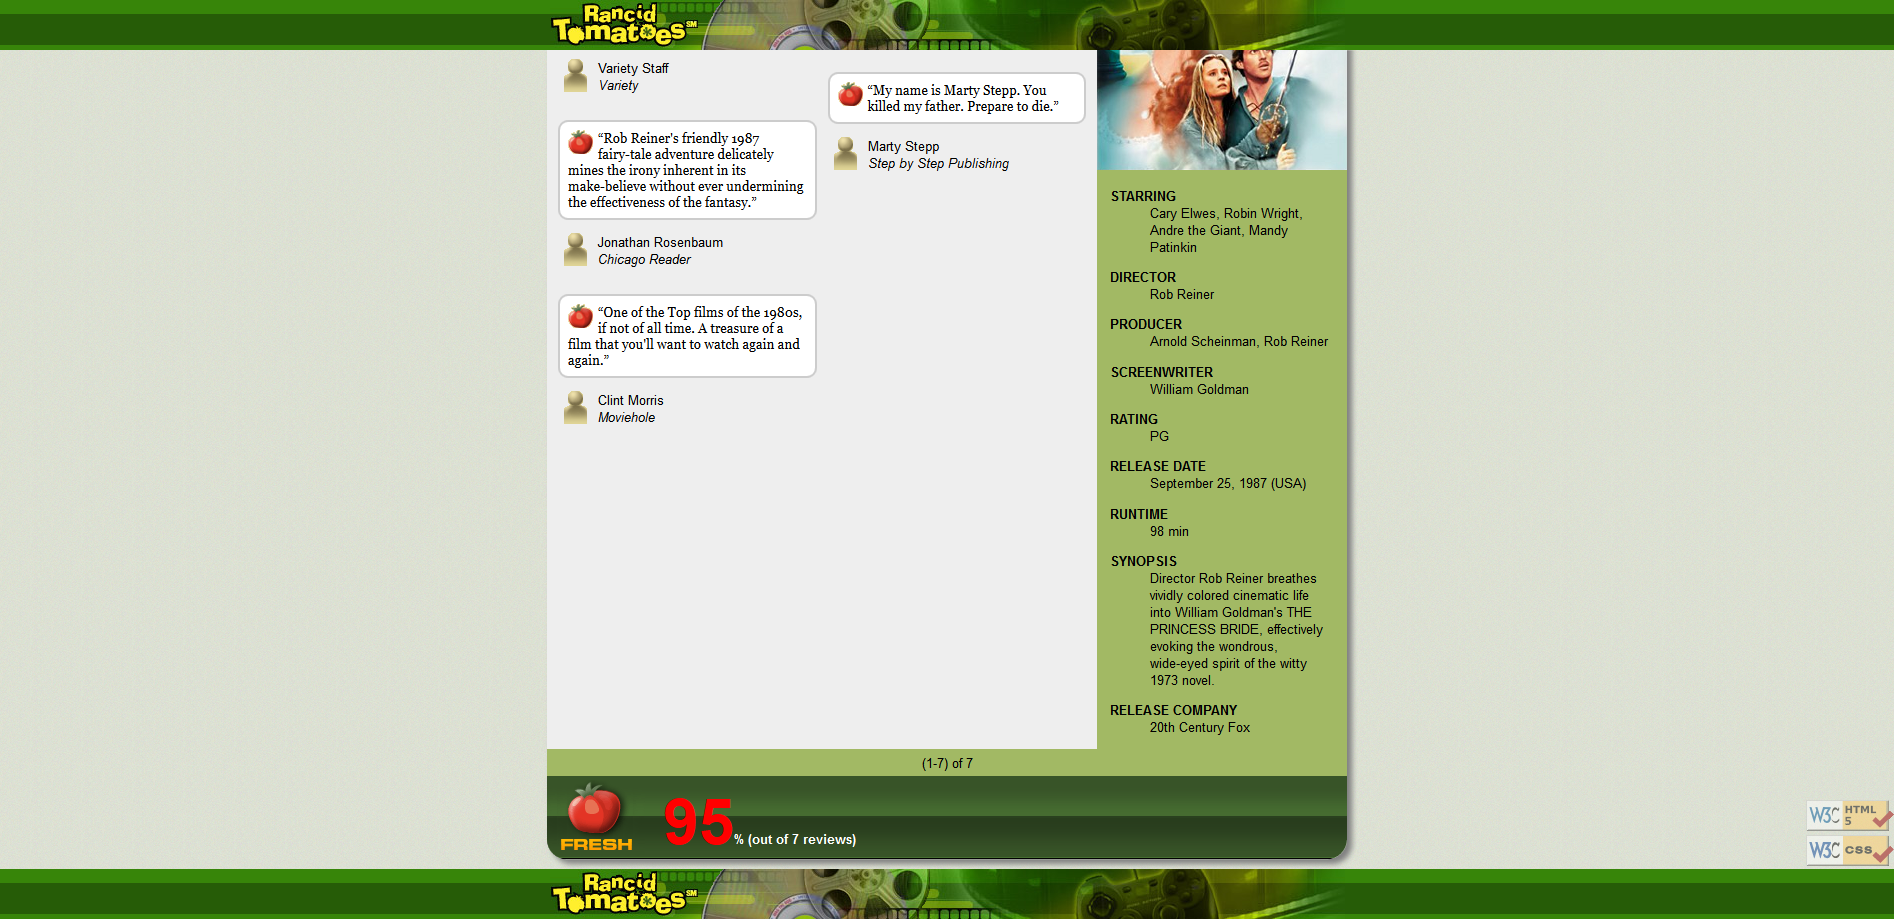 Rancid
TomatoesSM
Variety Staff
Variety
“Rob Reiner's friendly 1987
fairy-tale adventure delicately
mines the irony inherent in its
make-believe without ever undermining
the effectiveness of the fantasy.”
Jonathan Rosenbaum
Chicago Reader
“One of the Top films of the 1980s,
if not of all time. A treasure of a
film that you'll want to watch again and
again.”
Clint Morris
Moviehole
“My name is Marty Stepp. You
killed my father. Prepare to die.”
Marty Stepp
Step by Step Publishing
STARRING
Cary Elwes, Robin Wright,
Andre the Giant, Mandy
Patinkin
DIRECTOR
Rob Reiner
PRODUCER
Arnold Scheinman, Rob Reiner
SCREENWRITER
William Goldman
RATING
PG
RELEASE DATE
September 25, 1987 (USA)
RUNTIME
98 min
SYNOPSIS
Director Rob Reiner breathes
vividly colored cinematic life
into William Goldman's THE
PRINCESS BRIDE, effectively
evoking the wondrous,
wide-eyed spirit of the witty
1973 novel.
RELEASE COMPANY
20th Century Fox
(1-7) of 7
FRESH
95% (out of 7 reviews)
W3C HTML
5
W3C css
Rancid
TomatoesSM